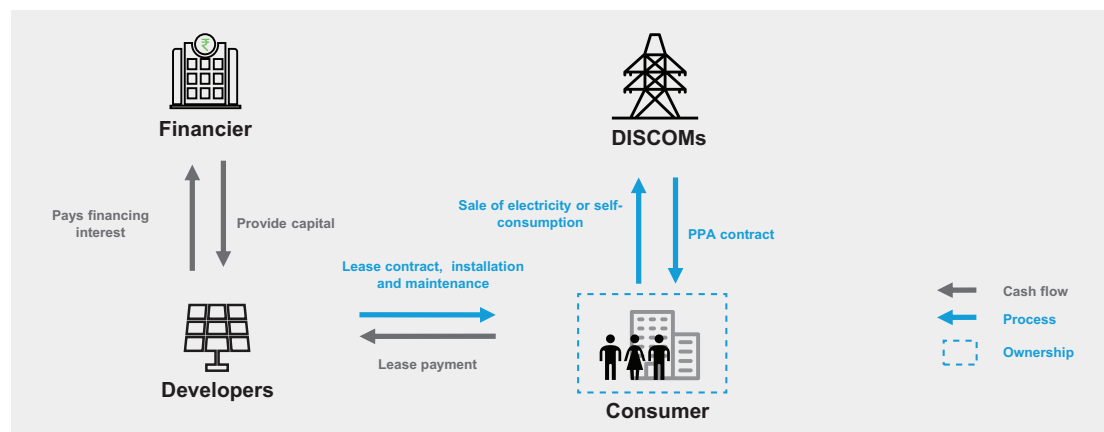 ₹
Financier
DISCOMs
Pays financing
interest
Provide capital
Sale of electricity or self-
consumption
PPA contract
Lease contract, installation
and maintenance
Lease payment
Developers
Consumer
Cash flow
Process
Ownership